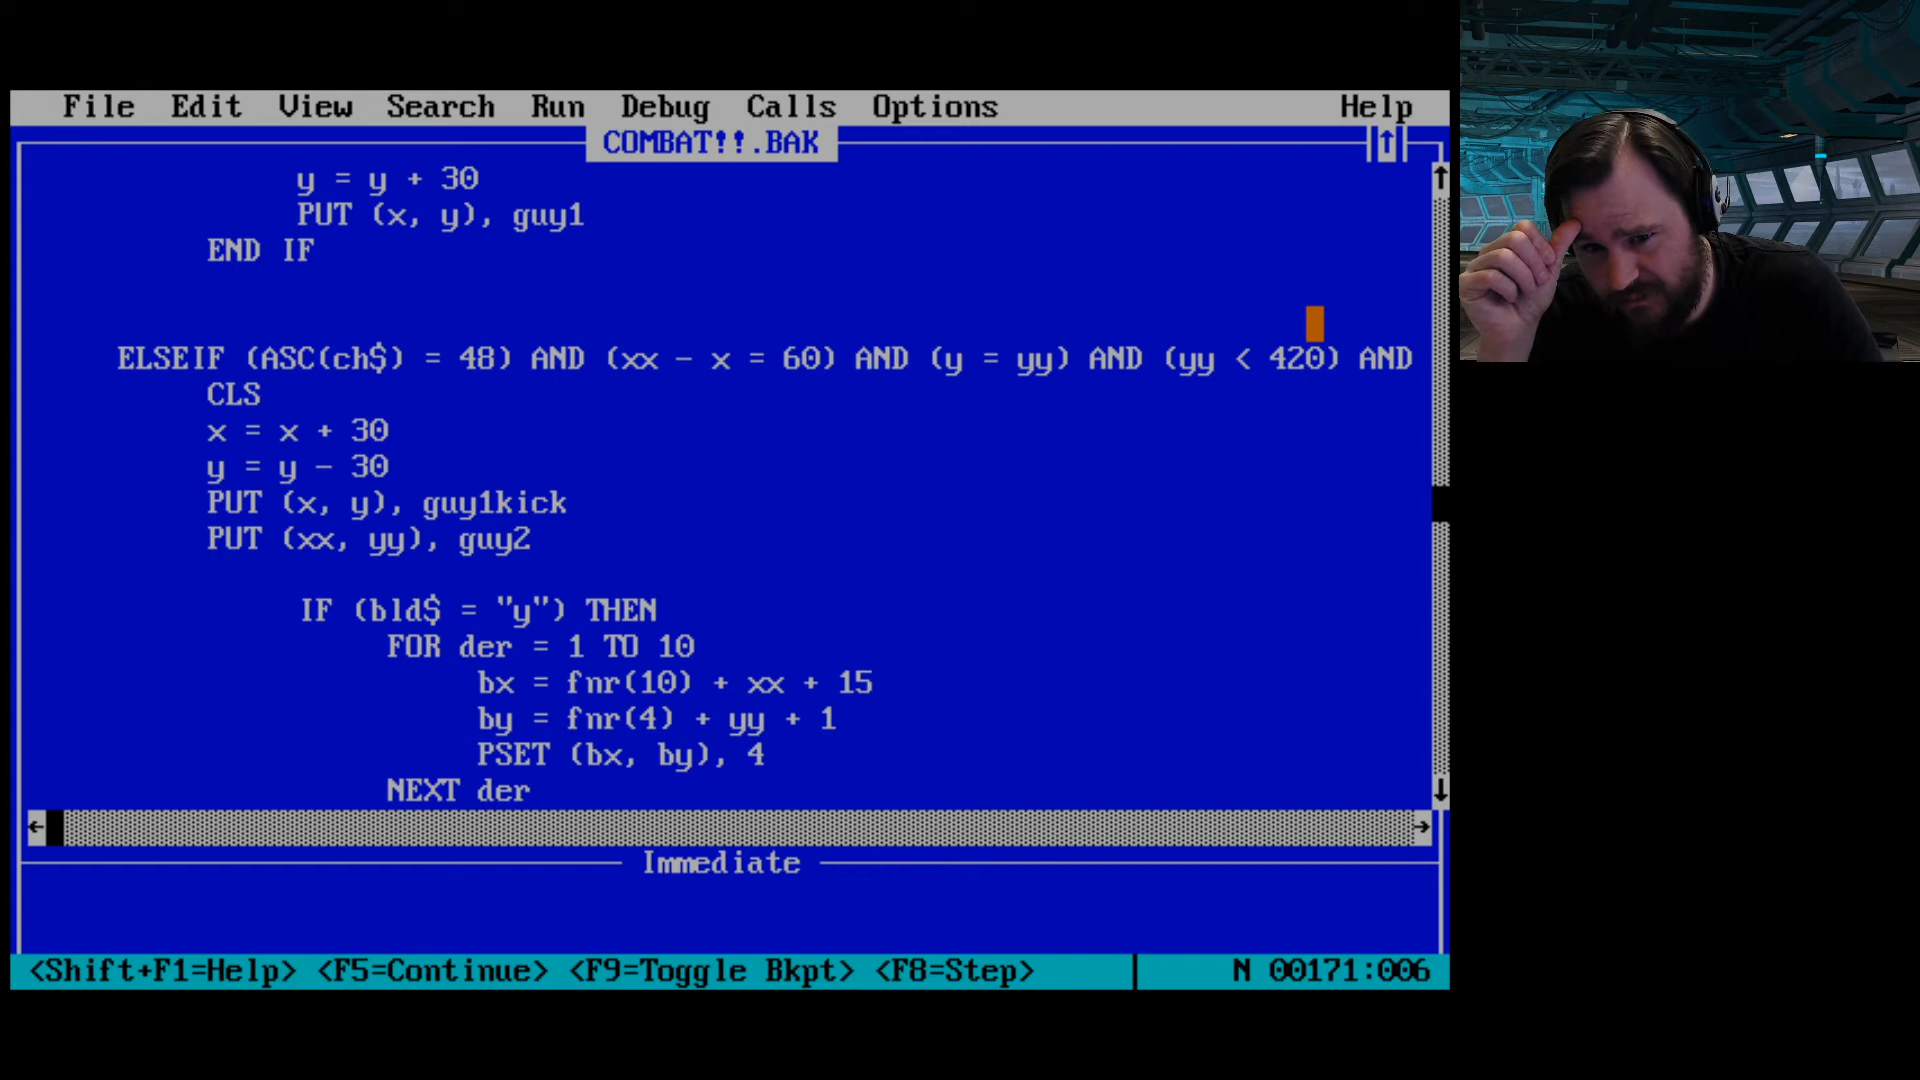 File Edit View Search Run Debug Calls Options Help
COMBAT!!.BAK
y = y + 30
PUT (x, y), guy1
END IF
ELSEIF (ASC(ch$) = 48) AND (xx - x = 60) AND (y = yy) AND (yy < 420) AND
CLS
x = x + 30
y = y - 30
PUT (x, y), guy1kick
PUT (xx, yy), guy2
IF (bld$ = "y") THEN
FOR der = 1 TO 10
bx = fnr(10) + xx + 15
by = fnr(4) + yy + 1
PSET (bx, by), 4
NEXT der
Immediate
<Shift+F1=Help> <F5=Continue> <F9=Toggle Bkpt> <F8=Step> N 00171:006